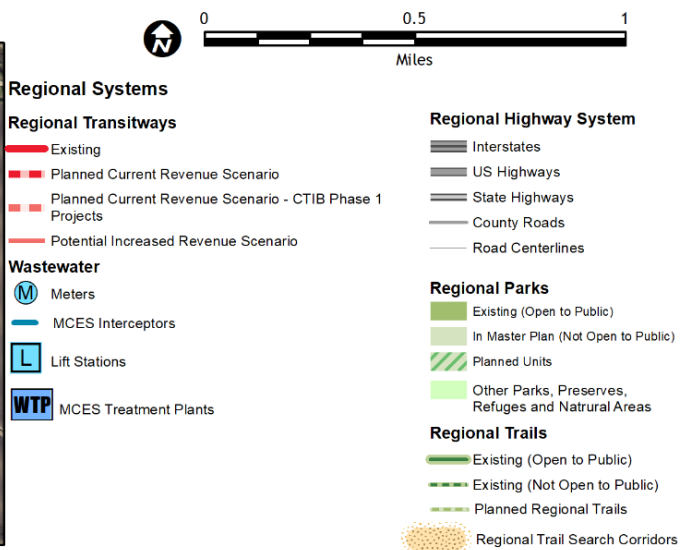 0 0.5 1
N
Miles
Regional Systems
Regional Transitways
Existing
Planned Current Revenue Scenario
Planned Current Revenue Scenario - CTIB Phase 1
Projects
Potential Increased Revenue Scenario
Wastewater
M Meters
MCES Interceptors
L Lift Stations
WTP MCES Treatment Plants
Regional Highway System
Interstates
US Highways
State Highways
County Roads
Road Centerlines
Regional Parks
Existing (Open to Public)
In Master Plan (Not Open to Public)
Planned Units
Other Parks, Preserves,
Refuges and Natrural Areas
Regional Trails
Existing (Open to Public)
Existing (Not Open to Public)
Planned Regional Trails
Regional Trail Search Corridors